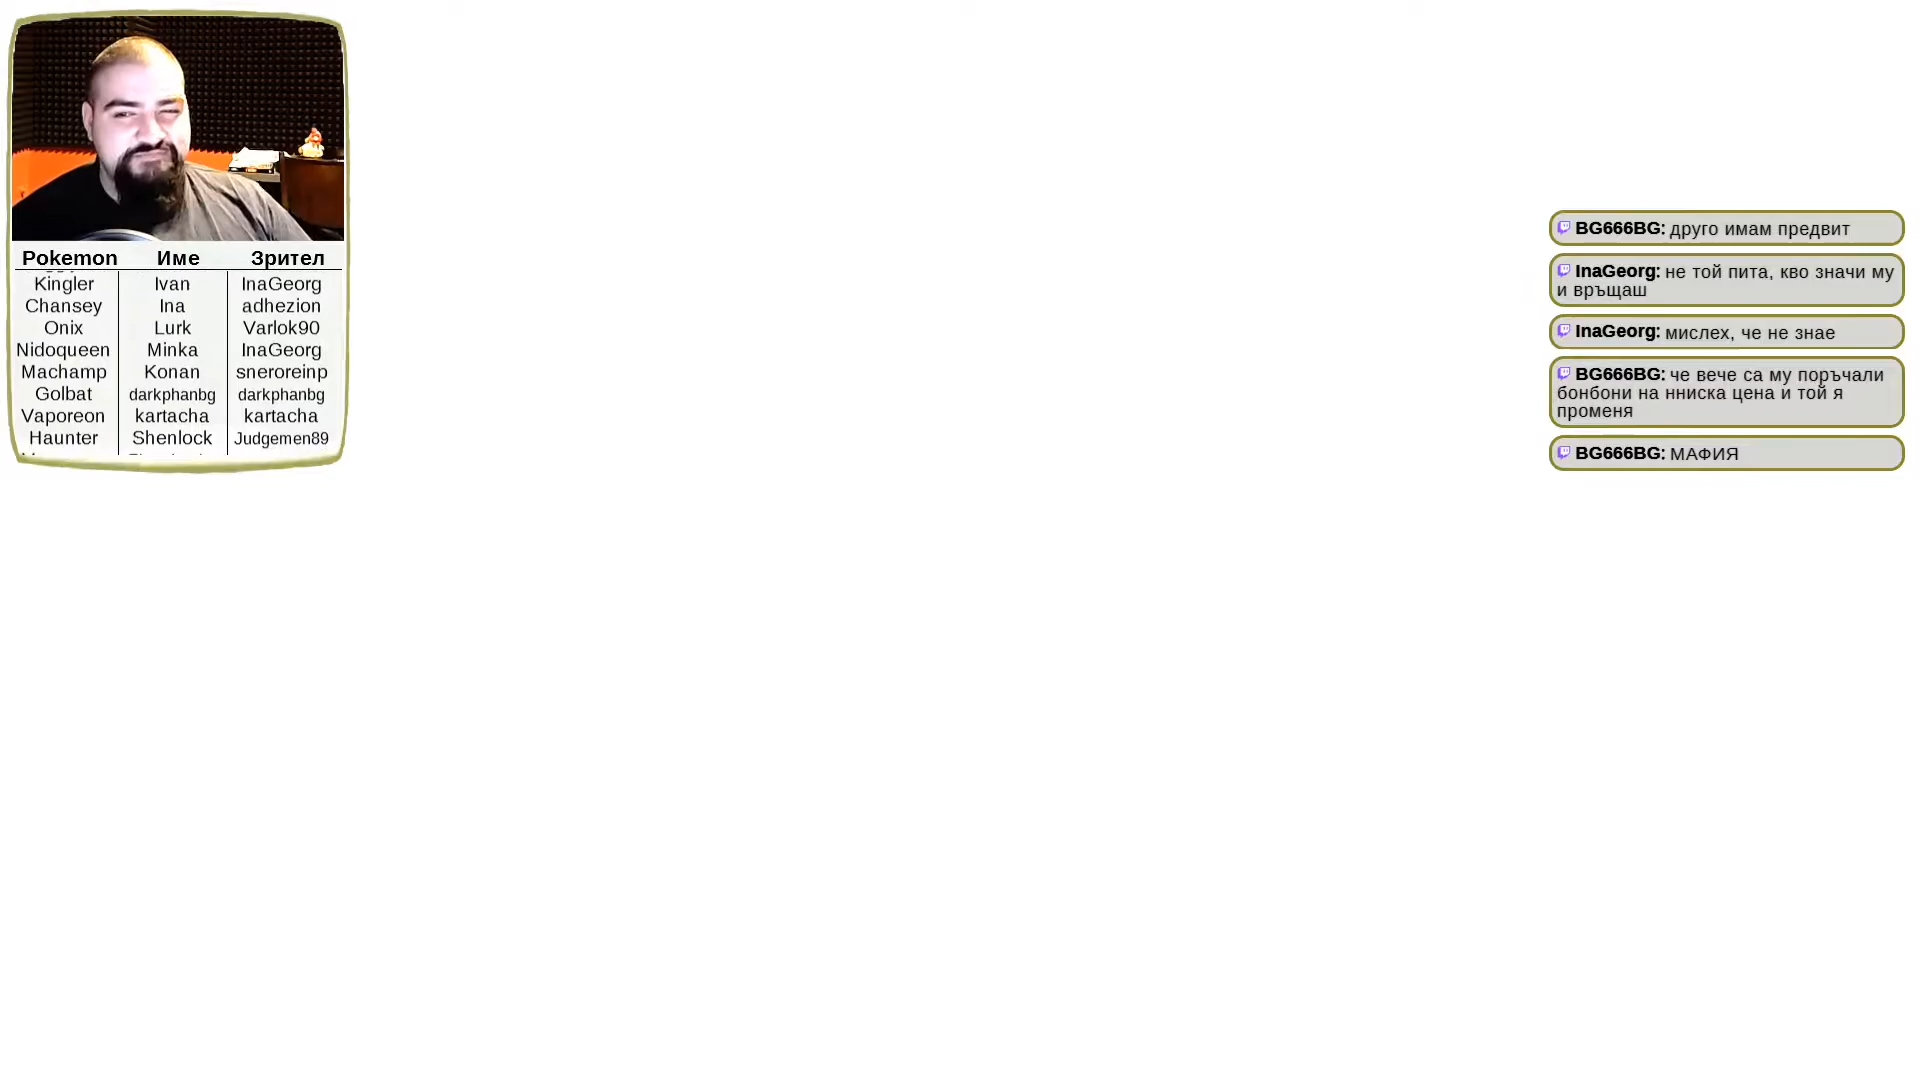 Pokemon Име Зрител
Kingler Ivan InaGeorg
Chansey Ina adhezion
Onix Lurk Varlok90
Nidoqueen Minka InaGeorg
Machamp Konan sneroreinp
Golbat darkphanbg darkphanbg
Vaporeon kartacha kartacha
Haunter Shenlock Judgemen89
BG666BG: друго имам предвит
InaGeorg: не той пита, кво значи му
и връщаш
InaGeorg: мислех, че не знае
BG666BG: че вече са му поръчали
бонбони на нниска цена и той я
променя
BG666BG: МАФИЯ